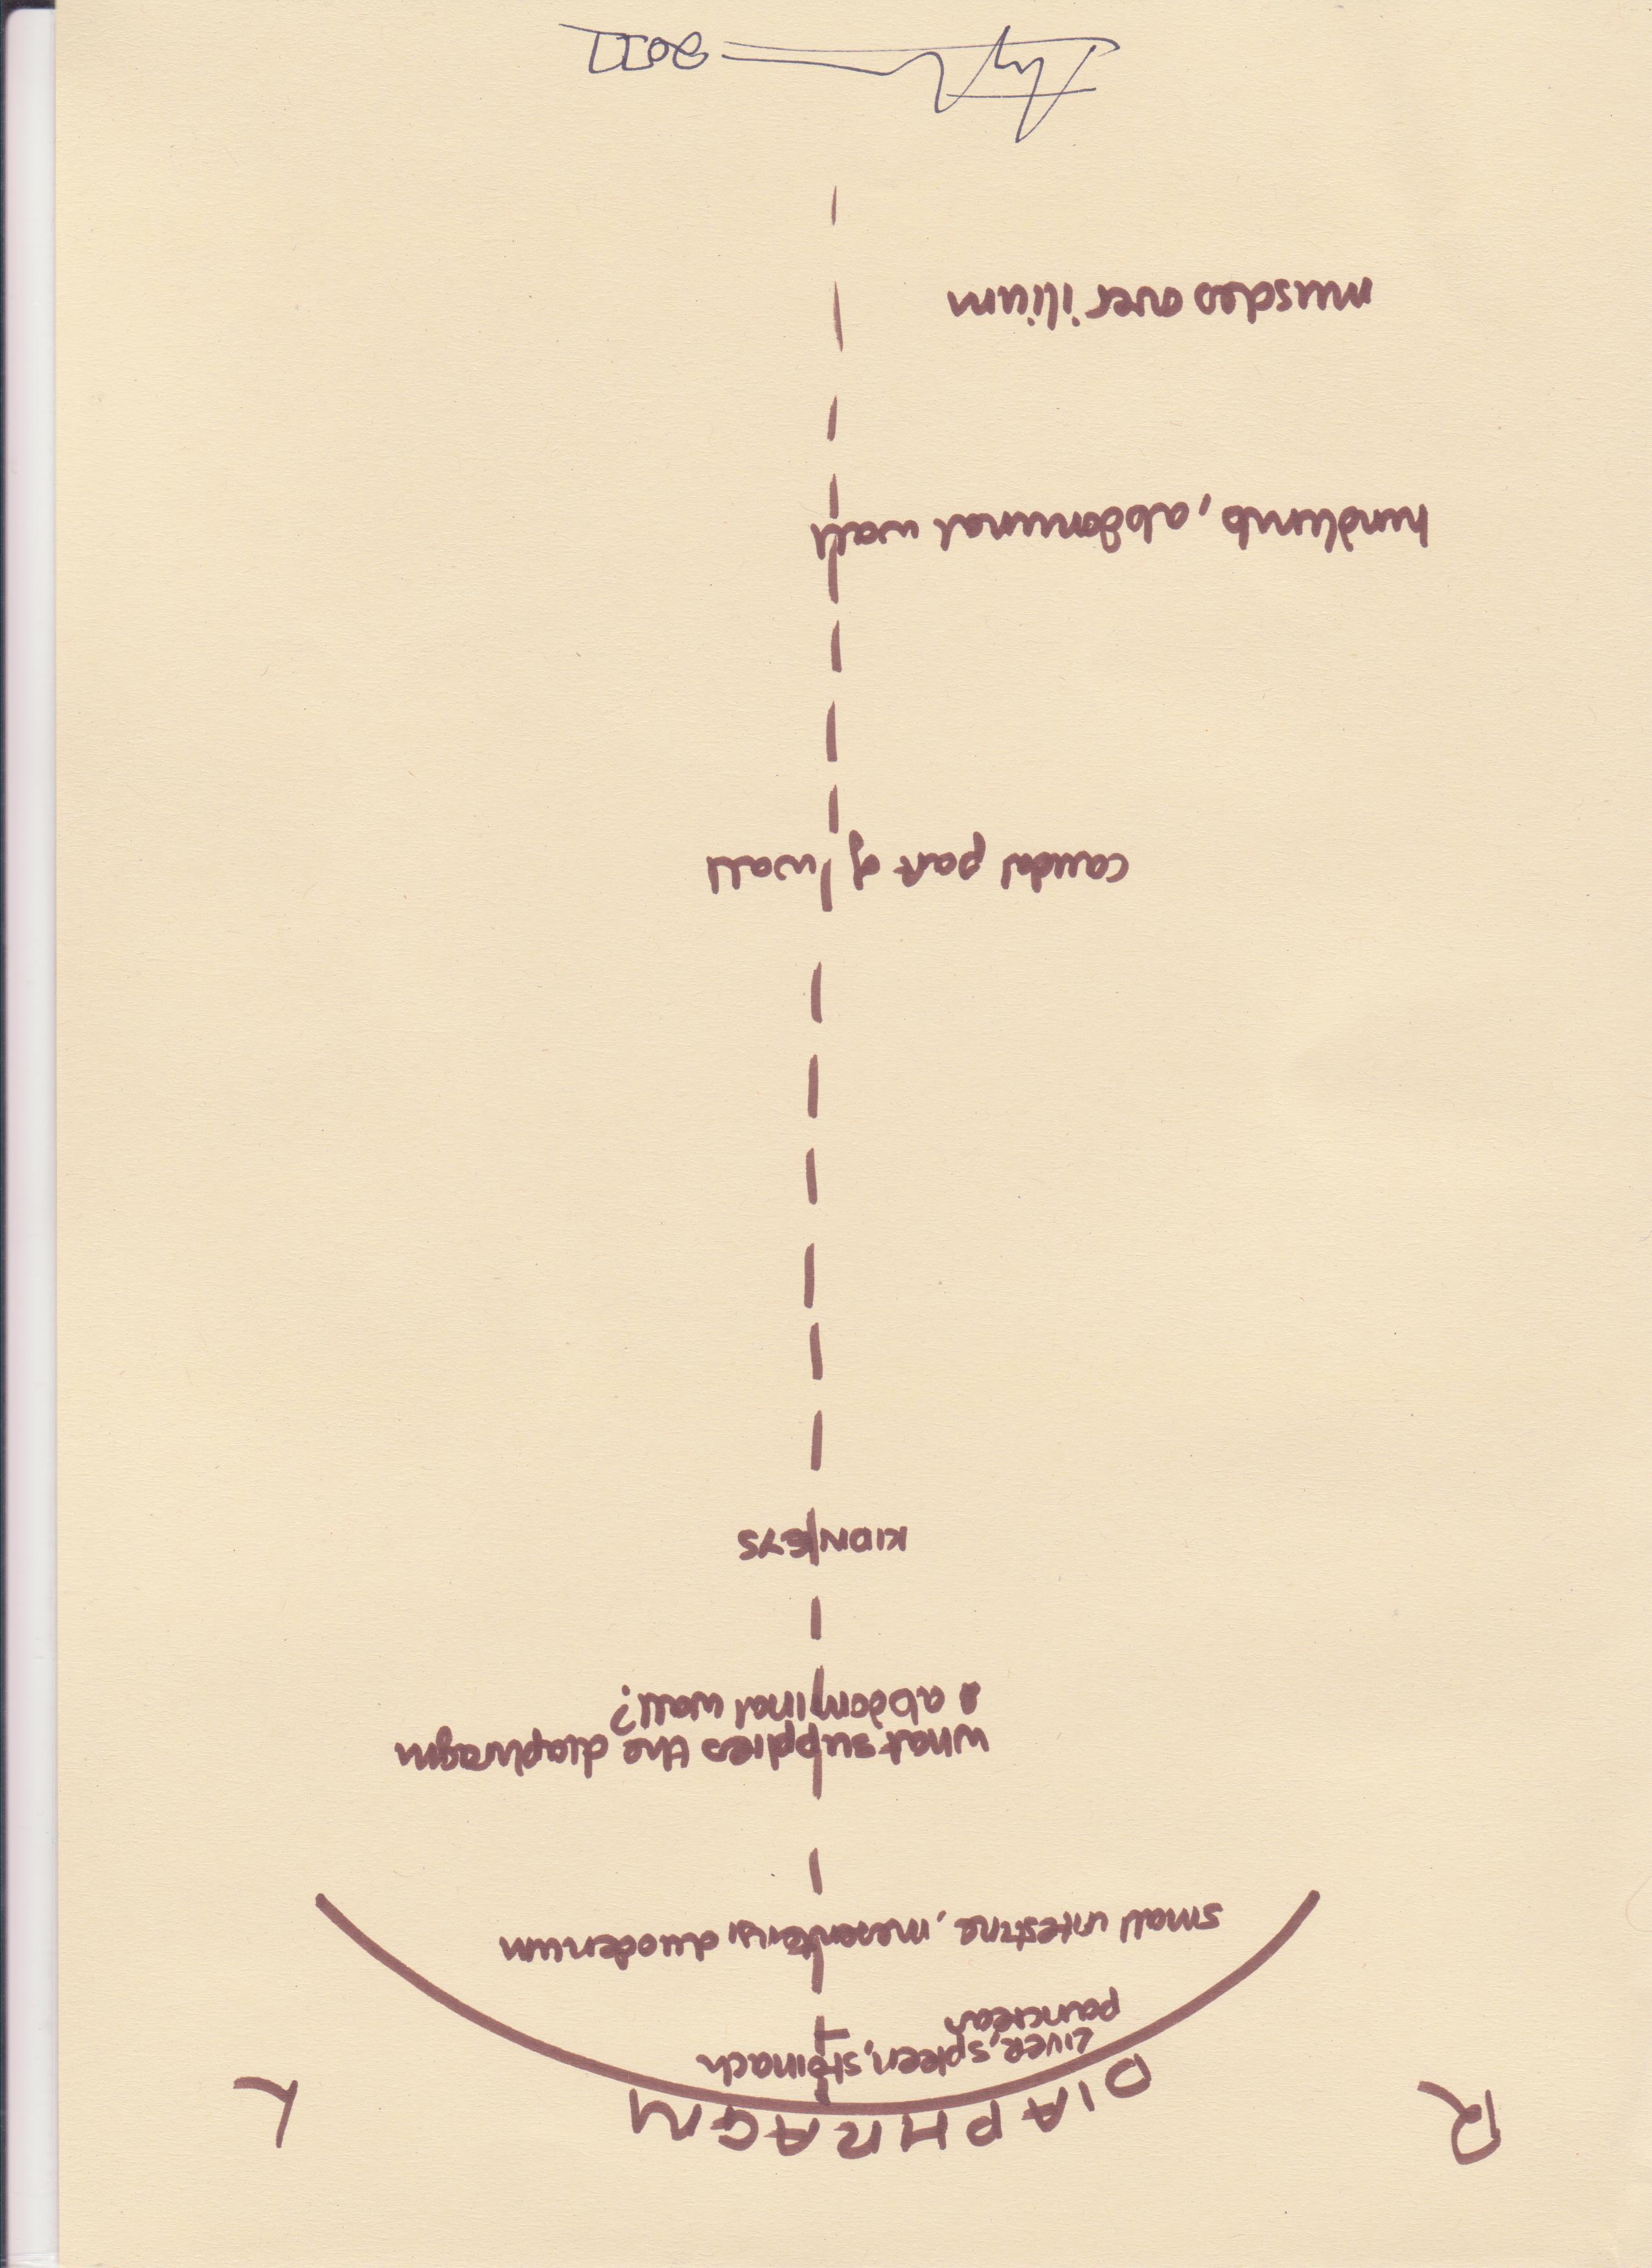 R
L
DIAPHRAGM
LIVER, spleen, stomach
pancreas
small intestine, mesentery, duodenum
what supplies the diaphragm
& abdominal wall?
KIDNEYS
caudal part of wall
hindlimb, abdominal wall
muscles over ilium
2011